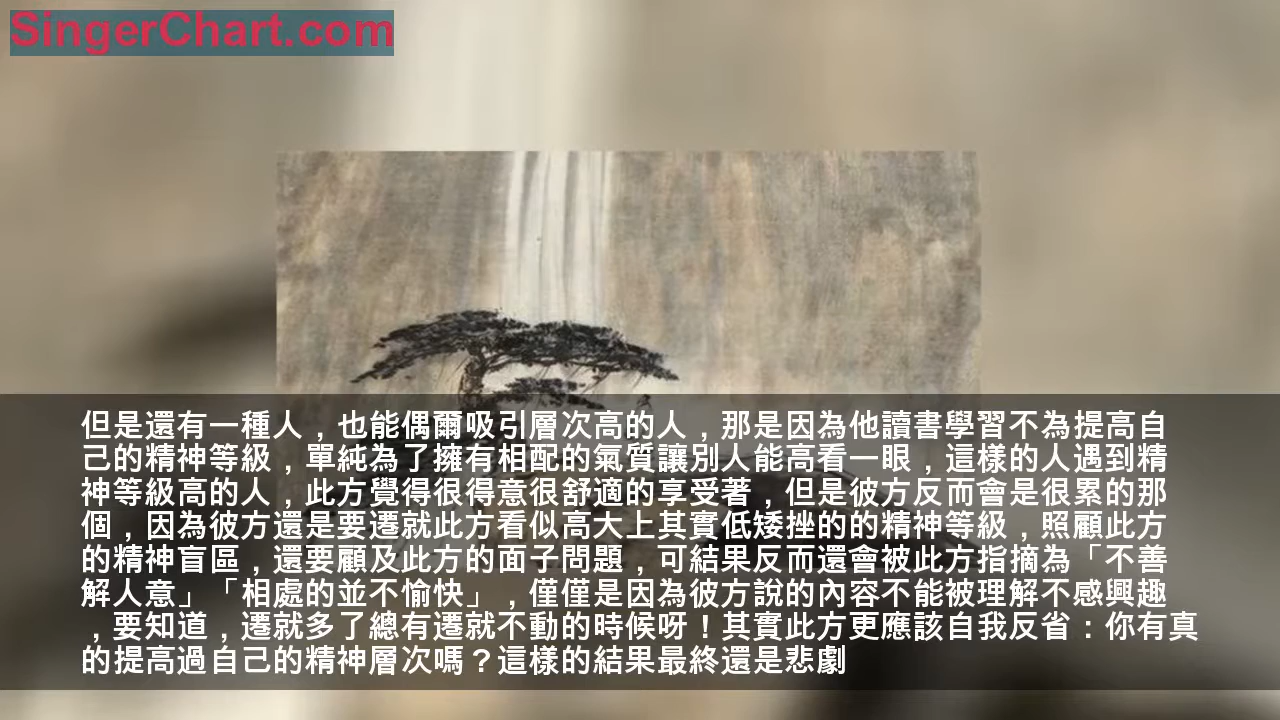 SingerChart.com
但是還有一種人，也能偶爾吸引層次高的人，那是因為他讀書學習不為提高自
己的精神等級，單純為了擁有相配的氣質讓別人能高看一眼，這樣的人遇到精
神等級高的人，此方覺得很得意很舒適的享受著，但是彼方反而會是很累的那
個，因為彼方還是要遷就此方看似高大上其實低矮挫的的精神等級，照顧此方
的精神盲區，還要顧及此方的面子問題，可結果反而還會被此方指摘為「不善
解人意」「相處的並不愉快」，僅僅是因為彼方說的內容不能被理解不感興趣
，要知道，遷就多了總有遷就不動的時候呀！其實此方更應該自我反省：你有真
的提高過自己的精神層次嗎？這樣的結果最終還是悲劇